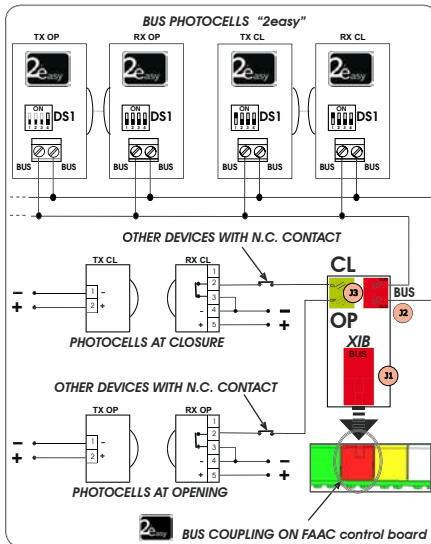 BUS PHOTOCELLS "2easy"
TX OP RX OP TX CL RX CL
2easy 2easy 2easy 2easy
ON DS1 ON DS1 ON DS1 ON DS1
1 2 3 4 1 2 3 4 1 2 3 4 1 2 3 4
BUS BUS BUS BUS BUS BUS BUS BUS
OTHER DEVICES WITH N.C. CONTACT
TX CL RX CL
CL
1
- 1 - 2
J3 BUS
+ 2 + 3
J2
- 4 -
OP
+ 5 +
PHOTOCELLS AT CLOSURE
XIB
BUS
J1
OTHER DEVICES WITH N.C. CONTACT
TX OP RX OP
1
- 1 - 2
+ 2 + 3
- 4 -
+ 5 +
PHOTOCELLS AT OPENING
2easy BUS COUPLING ON FAAC control board